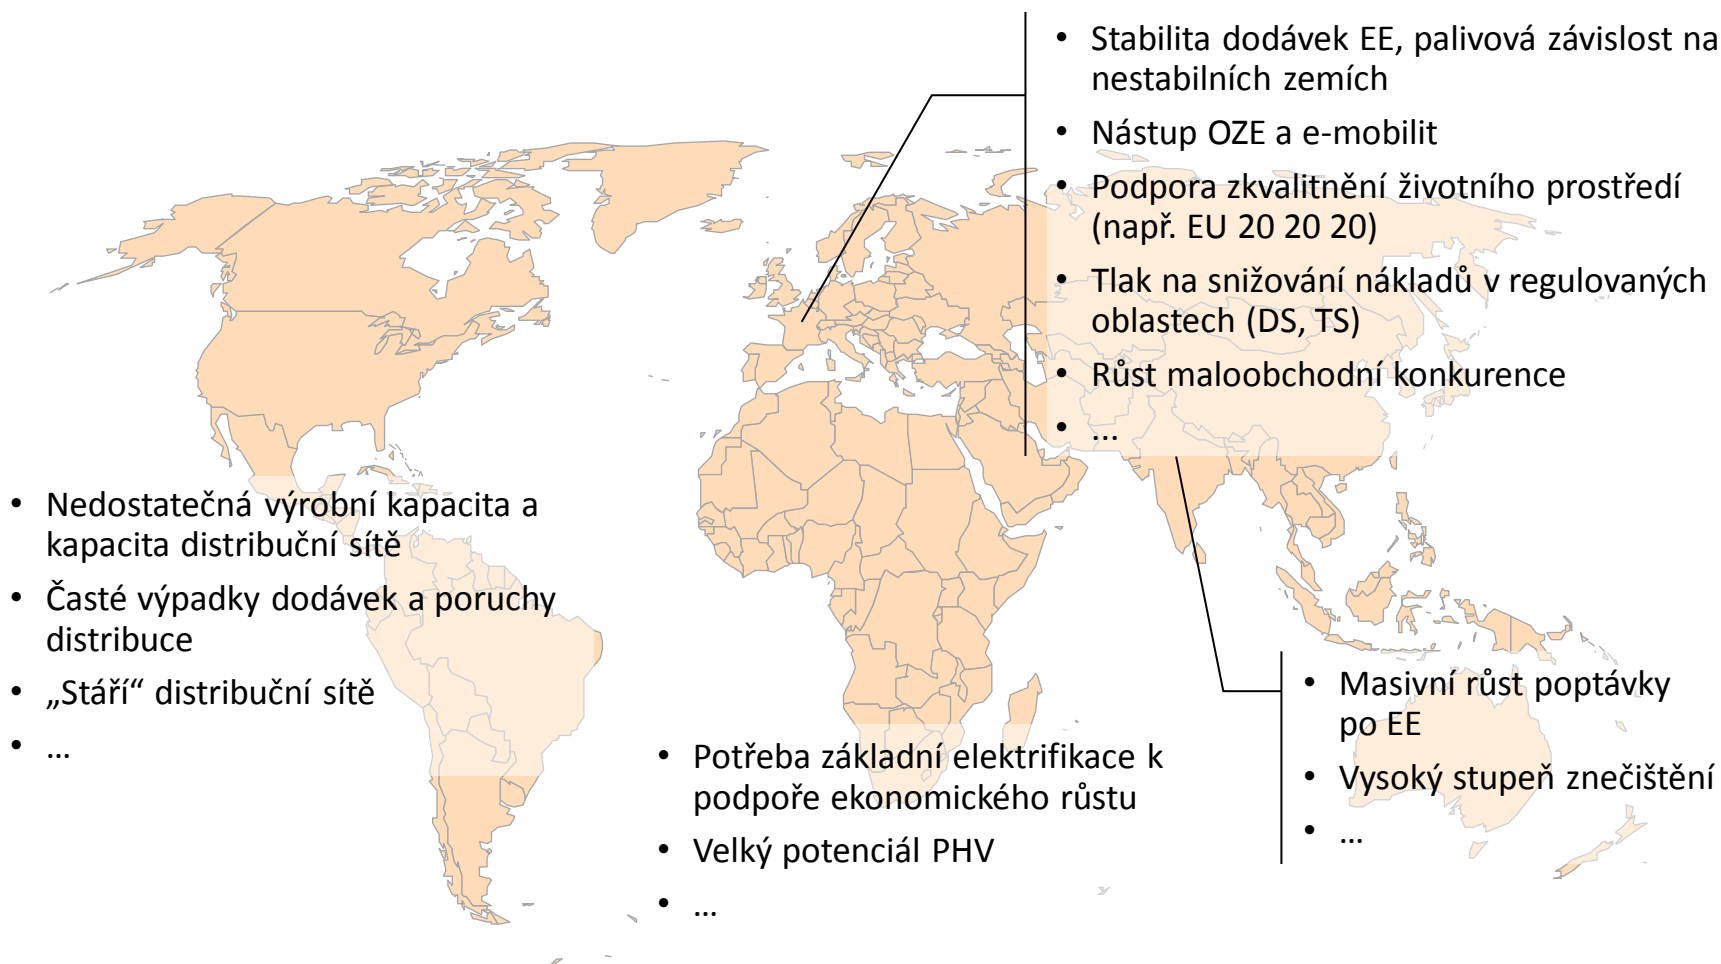 • Stabilita dodávek EE, palivová závislost na
nestabilních zemích
• Nástup OZE a e-mobilit
• Podpora zkvalitnění životního prostředí
(např. EU 20 20 20)
• Tlak na snižování nákladů v regulovaných
oblastech (DS, TS)
• Růst maloobchodní konkurence
• ...
• Nedostatečná výrobní kapacita a
kapacita distribuční sítě
• Časté výpadky dodávek a poruchy
distribuce
• „Stáří“ distribuční sítě
• ...
• Potřeba základní elektrifikace k
podpoře ekonomického růstu
• Velký potenciál PHV
• ...
• Masivní růst poptávky
po EE
• Vysoký stupeň znečištění
• ...